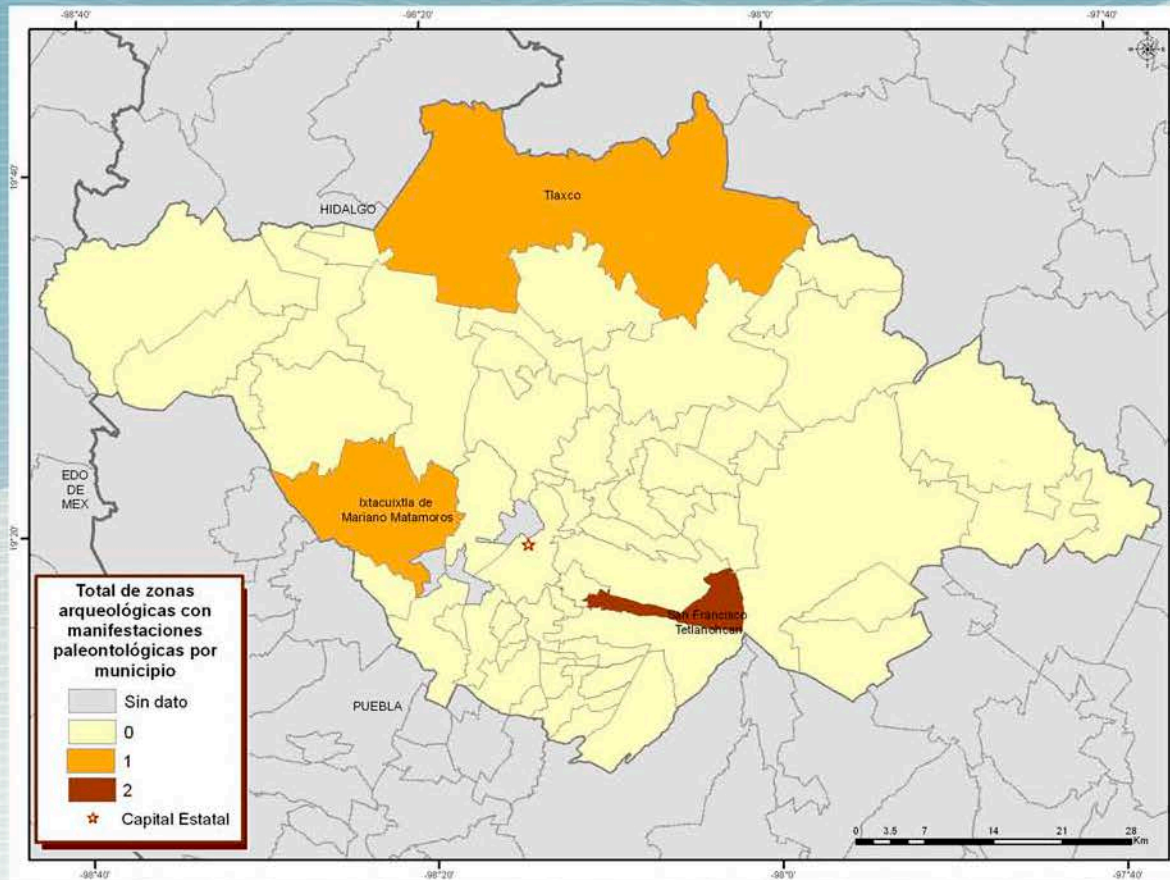 -98°40'
-98°20'
-98°0'
-97°40'
19°40'
Tlaxco
HIDALGO
EDO
DE
MEX
Ixtacuixtla de
Mariano Matamoros
19°20'
San Francisco
Tetlanohcan
PUEBLA
Total de zonas
arqueológicas con
manifestaciones
paleontológicas por
municipio
Sin dato
0
1
2
Capital Estatal
0 3.5 7 14 21 28
Km
-98°40'
-98°20'
-98°0'
-97°40'